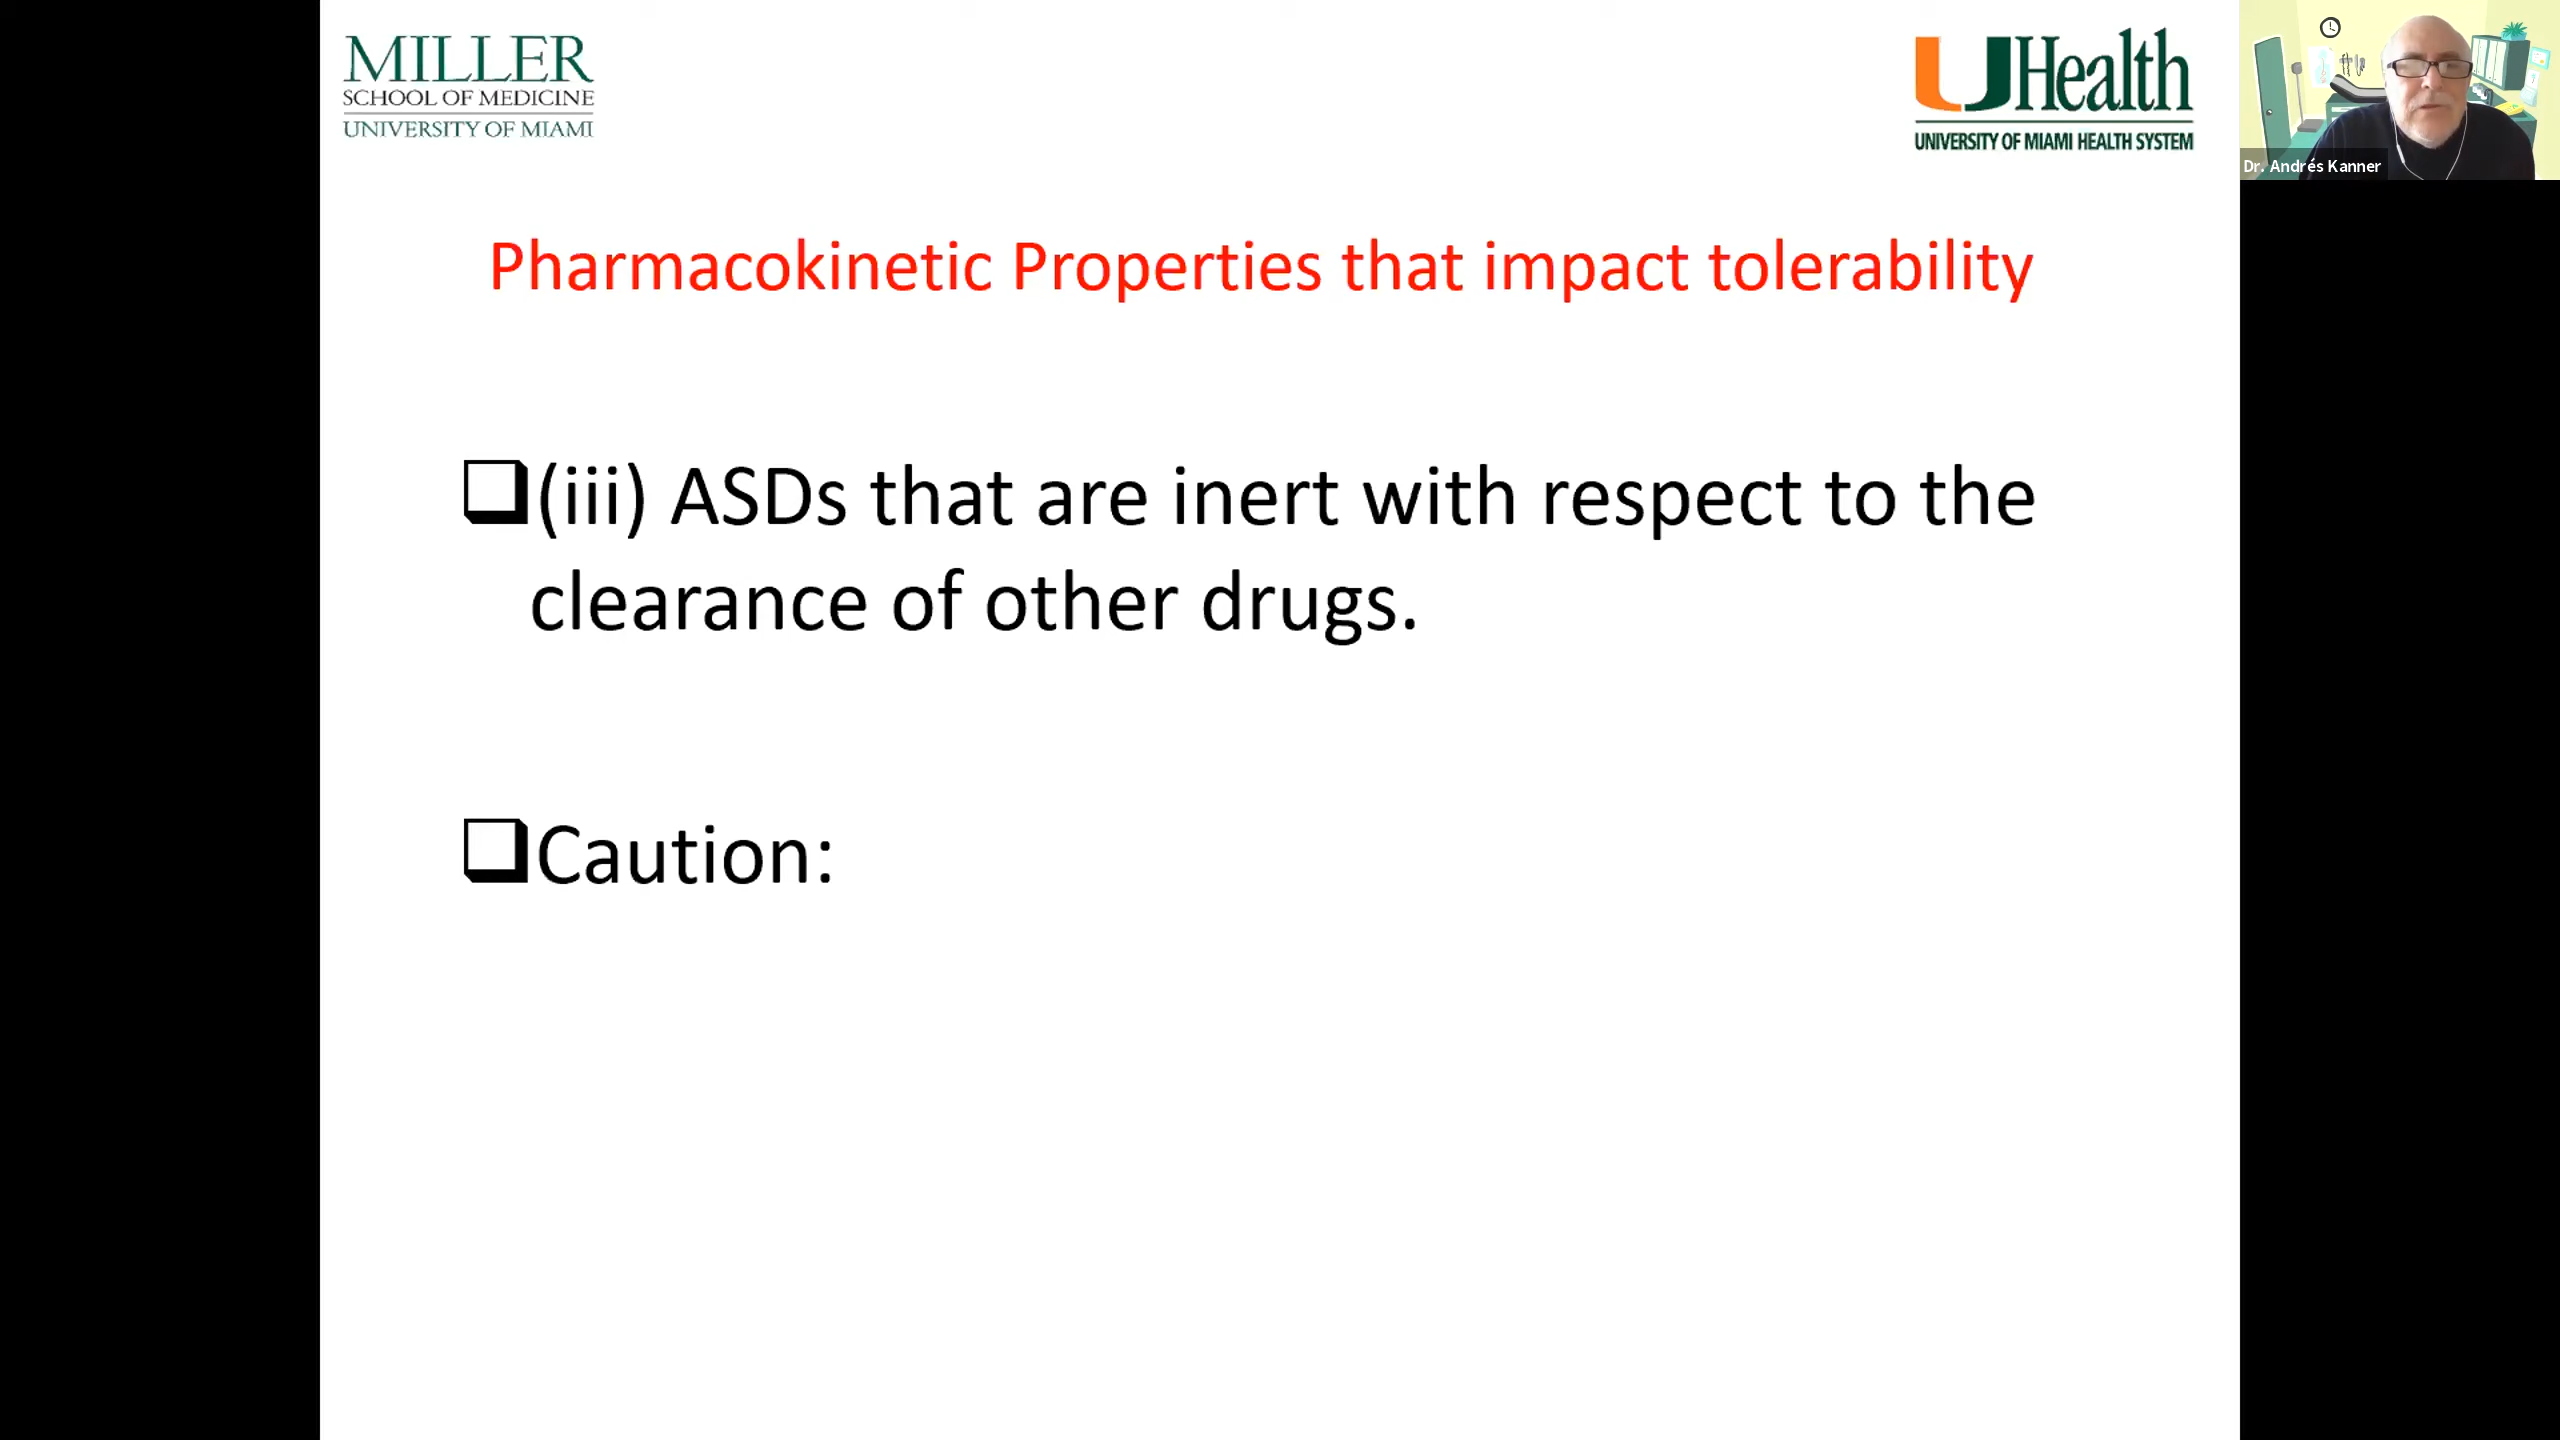 MILLER
SCHOOL OF MEDICINE
UNIVERSITY OF MIAMI
UHealth
UNIVERSITY OF MIAMI HEALTH SYSTEM
Dr. Andrés Kanner
Pharmacokinetic Properties that impact tolerability
❑(iii) ASDs that are inert with respect to the
clearance of other drugs.
❑Caution: